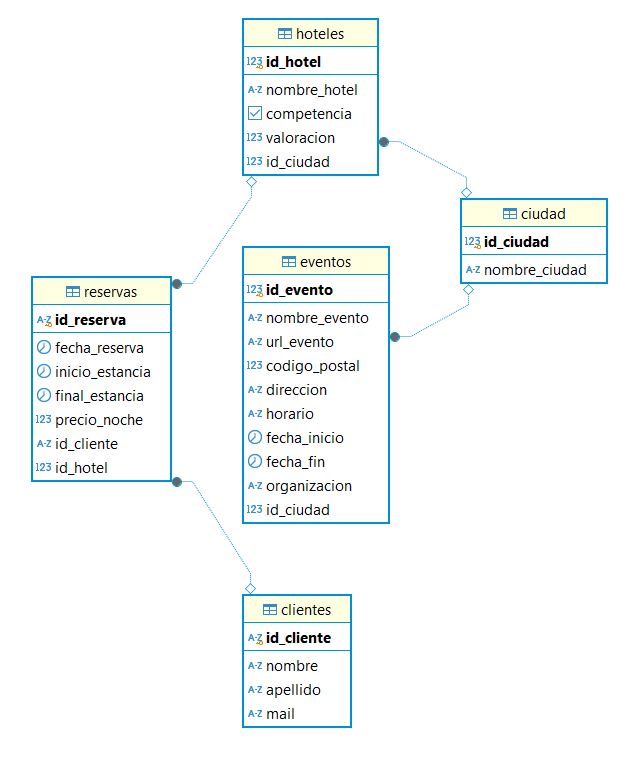 hoteles
123 id_hotel
A-Z nombre_hotel
competencia
123 valoracion
123 id_ciudad
ciudad
123 id_ciudad
A-Z nombre_ciudad
eventos
123 id_evento
A-Z nombre_evento
A-Z url_evento
123 codigo_postal
A-Z direccion
A-Z horario
fecha_inicio
fecha_fin
A-Z organizacion
123 id_ciudad
reservas
A-Z id_reserva
fecha_reserva
inicio_estancia
final_estancia
123 precio_noche
A-Z id_cliente
123 id_hotel
clientes
A-Z id_cliente
A-Z nombre
A-Z apellido
A-Z mail